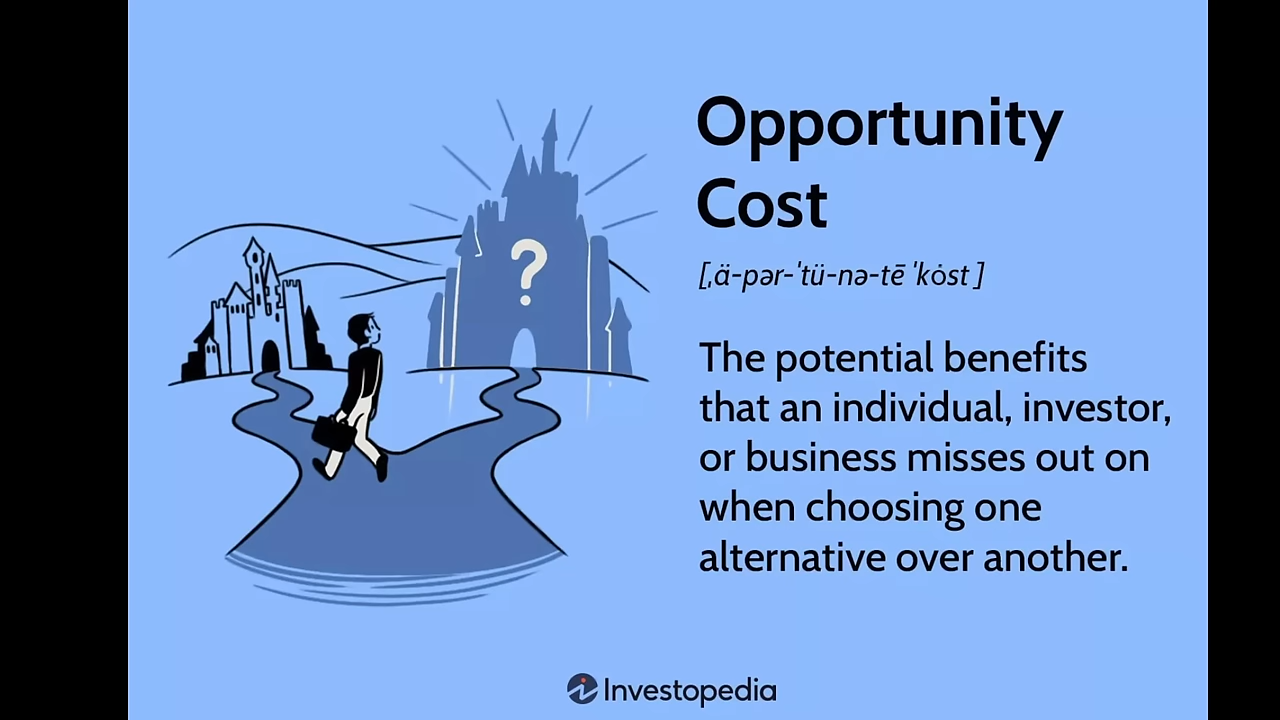 Opportunity
Cost
[ˌä-pər-ˈtü-nə-tē ˈkȯst ]
?
The potential benefits
that an individual, investor,
or business misses out on
when choosing one
alternative over another.
Investopedia